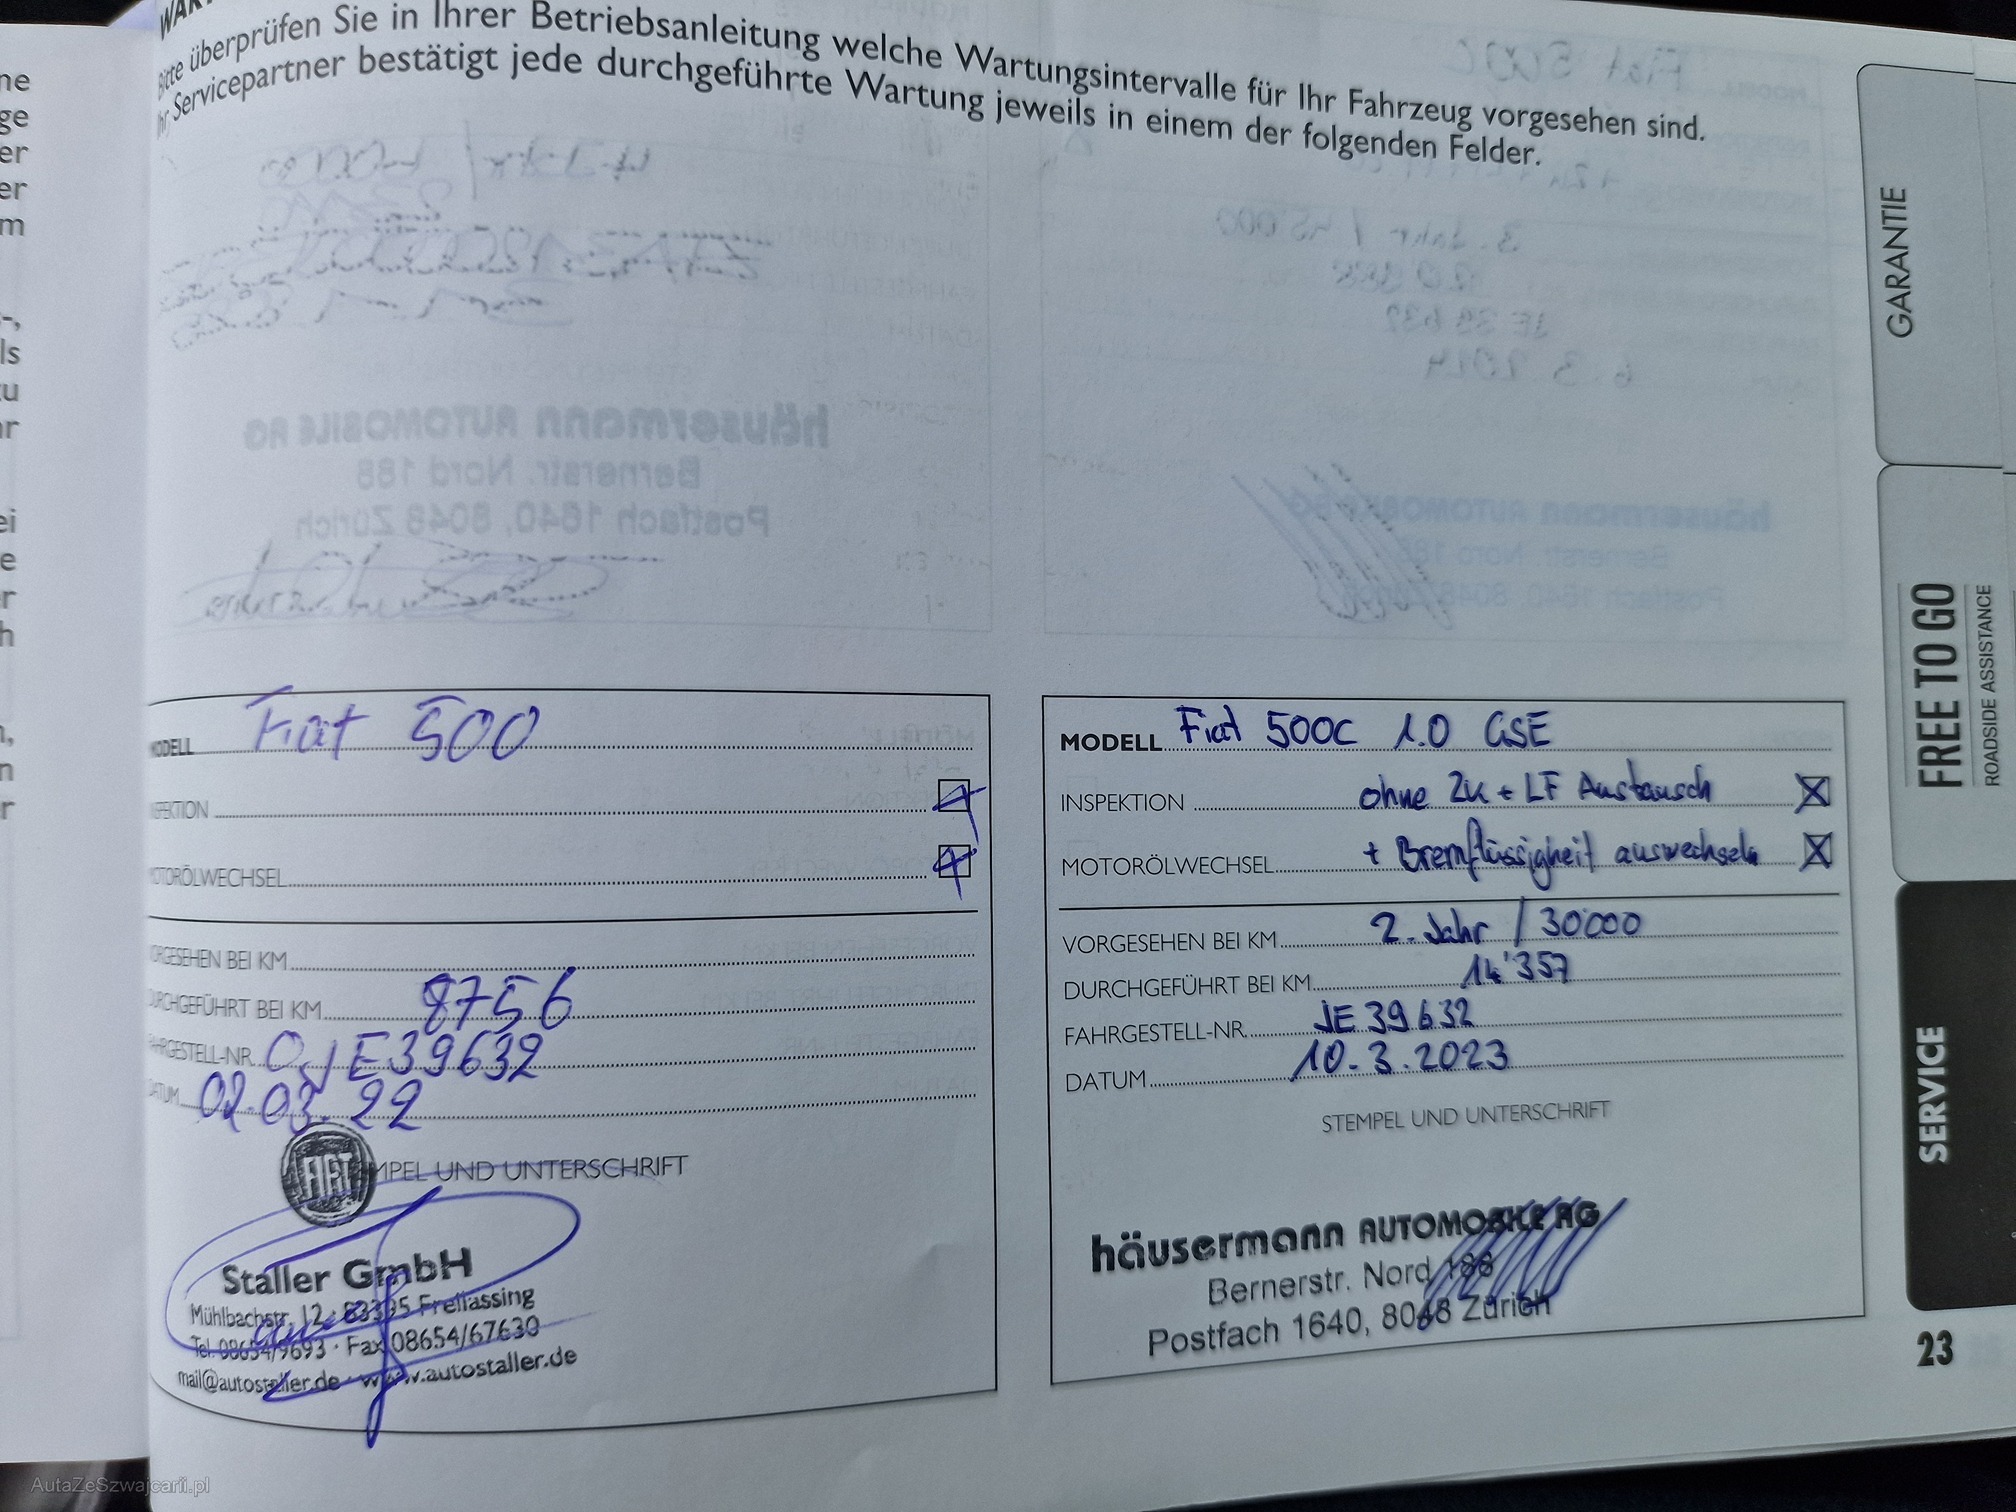 Bitte überprüfen Sie in Ihrer Betriebsanleitung welche Wartungsintervalle für Ihr Fahrzeug vorgesehen sind.
Ihr Servicepartner bestätigt jede durchgeführte Wartung jeweils in einem der folgenden Felder.
MODELL Fiat 500
INSPEKTION
MOTORÖLWECHSEL
VORGESEHEN BEI KM
DURCHGEFÜHRT BEI KM 8756
FAHRGESTELL-NR. 0JE39632
DATUM 02.03.22
STEMPEL UND UNTERSCHRIFT
FIAT
Staller GmbH
Mühlbachstr. 12 · 83395 Freilassing
Tel. 08654/9693 · Fax 08654/67630
mail@autostaller.de · www.autostaller.de
MODELL Fiat 500C 1.0 GSE
INSPEKTION ohne ZK + LF Austausch
MOTORÖLWECHSEL + Bremflüssigheit auswechseln
VORGESEHEN BEI KM 2. Jahr / 30'000
DURCHGEFÜHRT BEI KM 14'357
FAHRGESTELL-NR. JE 39632
DATUM 10.3.2023
STEMPEL UND UNTERSCHRIFT
häusermann AUTOMOBILE AG
Bernerstr. Nord 188
Postfach 1640, 8048 Zürich
GARANTIE
FREE TO GO
ROADSIDE ASSISTANCE
SERVICE
23
AutaZeSzwajcarii.pl